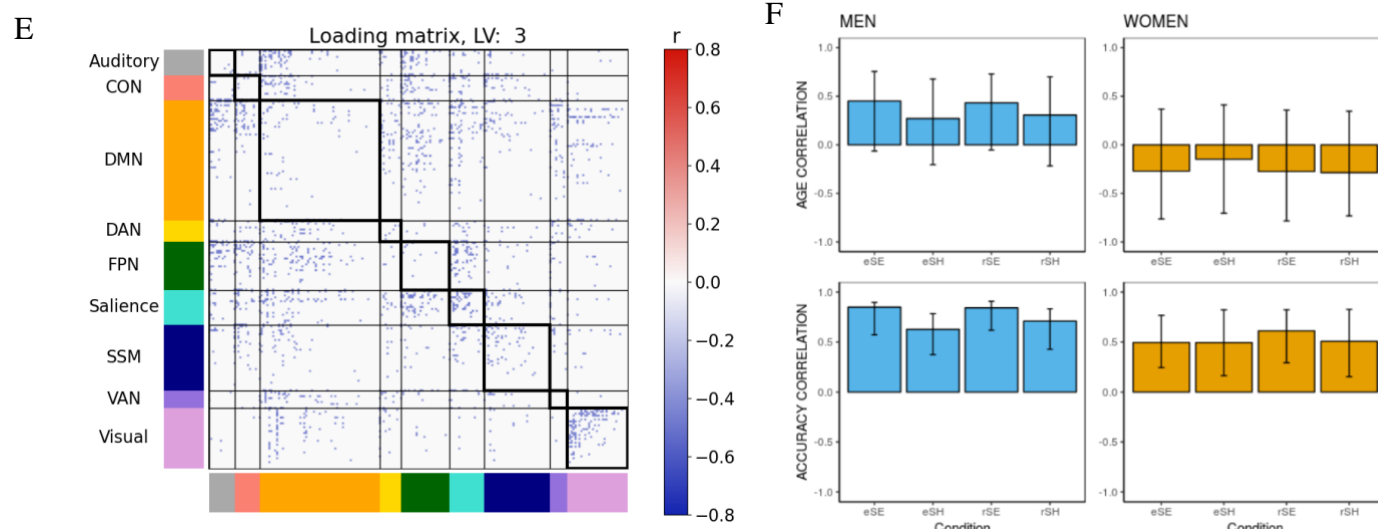 E
Loading matrix, LV: 3
r
Auditory
CON
DMN
DAN
FPN
Salience
SSM
VAN
Visual
0.8
0.6
0.4
0.2
0.0
−0.2
−0.4
−0.6
−0.8
F
MEN
WOMEN
AGE CORRELATION
1.0
0.5
0.0
-0.5
-1.0
eSE eSH rSE rSH
1.0
0.5
0.0
-0.5
-1.0
eSE eSH rSE rSH
ACCURACY CORRELATION
1.0
0.5
0.0
-0.5
-1.0
eSE eSH rSE rSH
Condition
1.0
0.5
0.0
-0.5
-1.0
eSE eSH rSE rSH
Condition